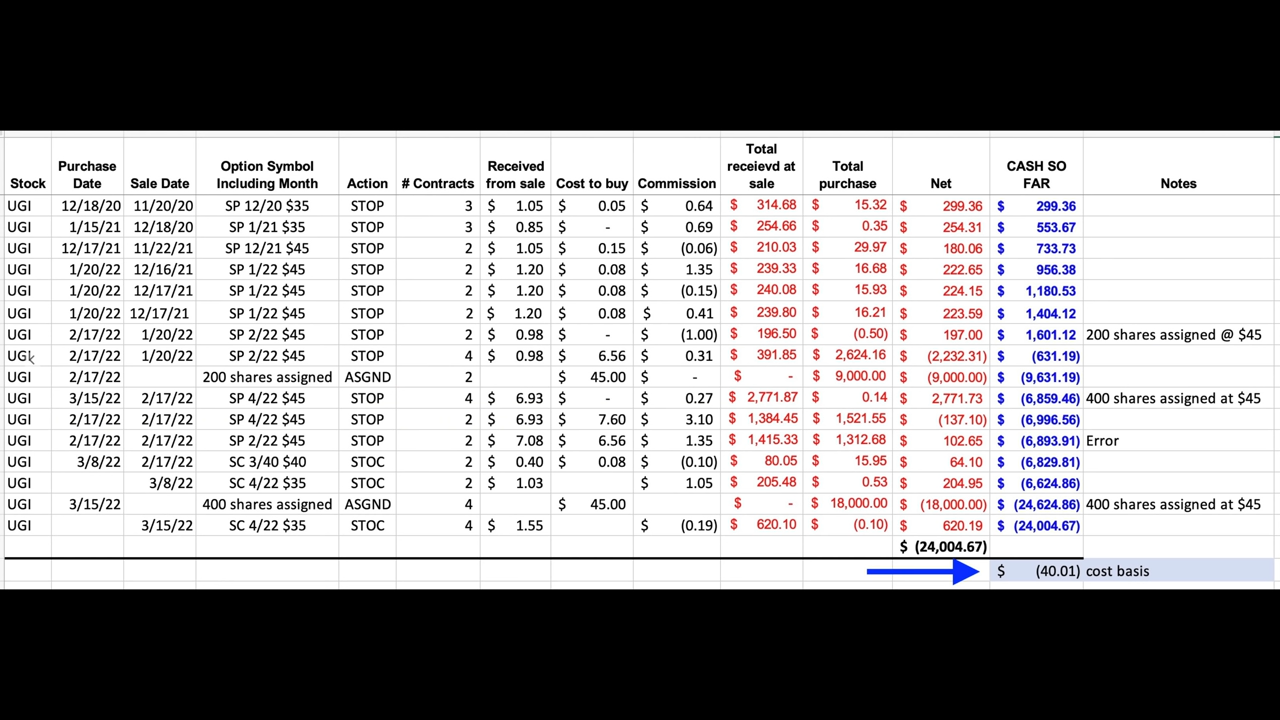 Stock Purchase Date Sale Date Option Symbol Including Month Action # Contracts Received from sale Cost to buy Commission Total receievd at sale Total purchase Net CASH SO FAR Notes
UGI 12/18/20 11/20/20 SP 12/20 $35 STOP 3 $ 1.05 $ 0.05 $ 0.64 $ 314.68 $ 15.32 $ 299.36 $ 299.36
UGI 1/15/21 12/18/20 SP 1/21 $35 STOP 3 $ 0.85 $ - $ 0.69 $ 254.66 $ 0.35 $ 254.31 $ 553.67
UGI 12/17/21 11/22/21 SP 12/21 $45 STOP 2 $ 1.05 $ 0.15 $ (0.06) $ 210.03 $ 29.97 $ 180.06 $ 733.73
UGI 1/20/22 12/16/21 SP 1/22 $45 STOP 2 $ 1.20 $ 0.08 $ 1.35 $ 239.33 $ 16.68 $ 222.65 $ 956.38
UGI 1/20/22 12/17/21 SP 1/22 $45 STOP 2 $ 1.20 $ 0.08 $ (0.15) $ 240.08 $ 15.93 $ 224.15 $ 1,180.53
UGI 1/20/22 12/17/21 SP 1/22 $45 STOP 2 $ 1.20 $ 0.08 $ 0.41 $ 239.80 $ 16.21 $ 223.59 $ 1,404.12
UGI 2/17/22 1/20/22 SP 2/22 $45 STOP 2 $ 0.98 $ - $ (1.00) $ 196.50 $ (0.50) $ 197.00 $ 1,601.12 200 shares assigned @ $45
UGI 2/17/22 1/20/22 SP 2/22 $45 STOP 4 $ 0.98 $ 6.56 $ 0.31 $ 391.85 $ 2,624.16 $ (2,232.31) $ (631.19)
UGI 2/17/22 200 shares assigned ASGND 2 $ 45.00 $ - $ - $ 9,000.00 $ (9,000.00) $ (9,631.19)
UGI 3/15/22 2/17/22 SP 4/22 $45 STOP 4 $ 6.93 $ - $ 0.27 $ 2,771.87 $ 0.14 $ 2,771.73 $ (6,859.46) 400 shares assigned at $45
UGI 2/17/22 2/17/22 SP 4/22 $45 STOP 2 $ 6.93 $ 7.60 $ 3.10 $ 1,384.45 $ 1,521.55 $ (137.10) $ (6,996.56)
UGI 2/17/22 2/17/22 SP 2/22 $45 STOP 2 $ 7.08 $ 6.56 $ 1.35 $ 1,415.33 $ 1,312.68 $ 102.65 $ (6,893.91) Error
UGI 3/8/22 2/17/22 SC 3/40 $40 STOC 2 $ 0.40 $ 0.08 $ (0.10) $ 80.05 $ 15.95 $ 64.10 $ (6,829.81)
UGI 3/8/22 SC 4/22 $35 STOC 2 $ 1.03 $ 1.05 $ 205.48 $ 0.53 $ 204.95 $ (6,624.86)
UGI 3/15/22 400 shares assigned ASGND 4 $ 45.00 $ - $ 18,000.00 $ (18,000.00) $ (24,624.86) 400 shares assigned at $45
UGI 3/15/22 SC 4/22 $35 STOC 4 $ 1.55 $ (0.19) $ 620.10 $ (0.10) $ 620.19 $ (24,004.67)
$ (24,004.67)
$ (40.01) cost basis